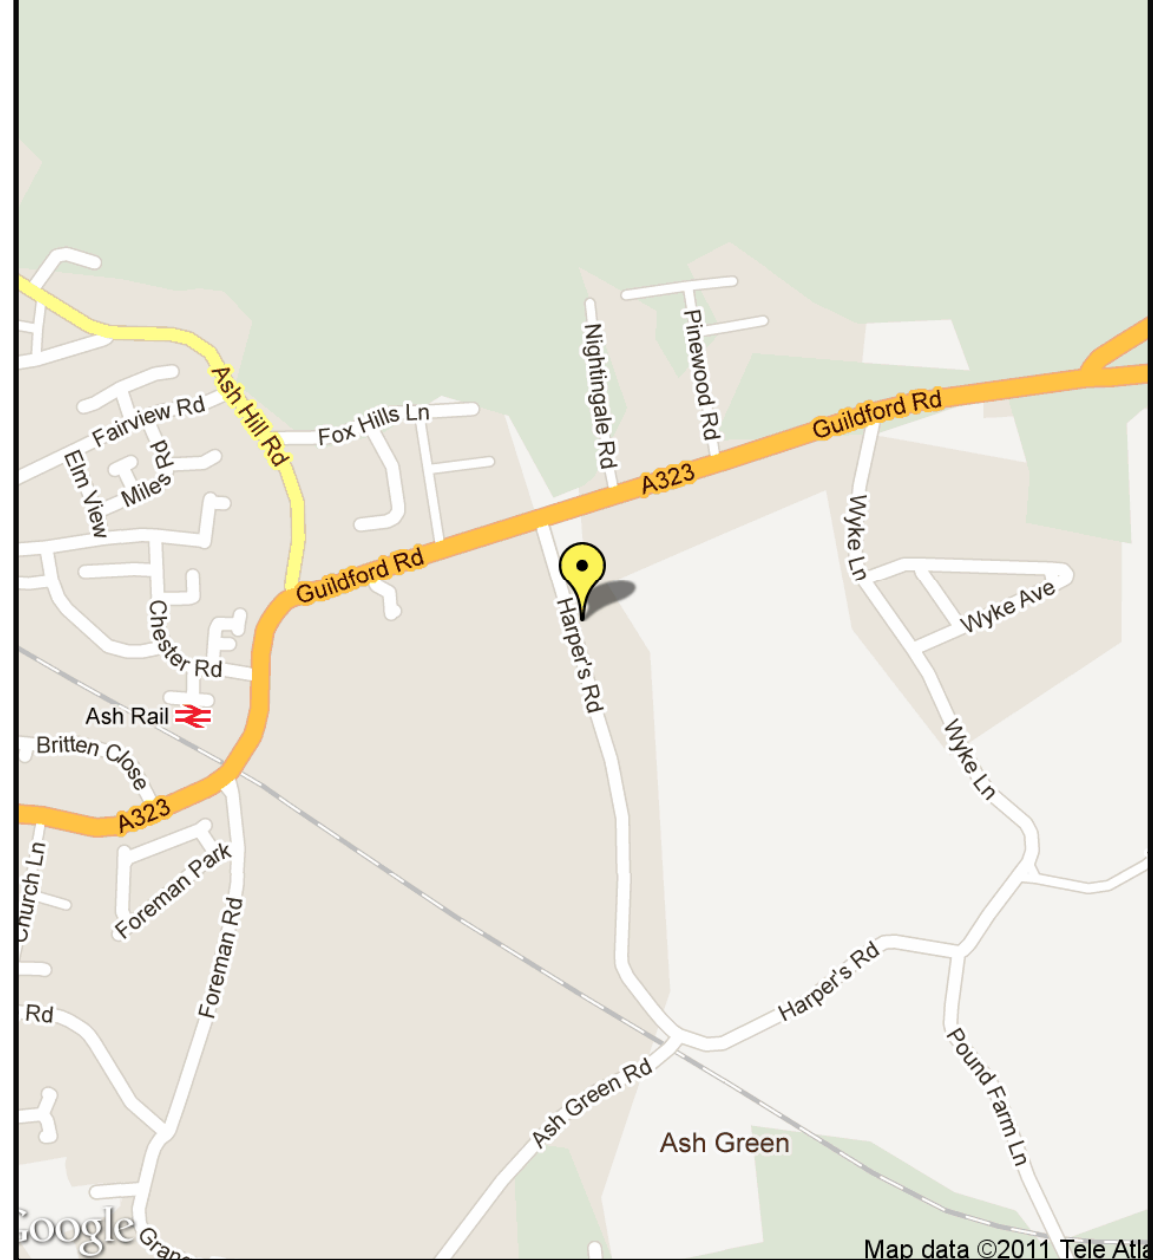 Nightingale Rd
Pinewood Rd
Ash Hill Rd
Fairview Rd
Fox Hills Ln
Guildford Rd
Elm View
Miles Rd
A323
Wyke Ln
Guildford Rd
Chester Rd
Harper's Rd
Wyke Ave
Ash Rail
Britten Close
Wyke Ln
A323
Foreman Park
Church Ln
Foreman Rd
Harper's Rd
Rd
Ash Green Rd
Pound Farm Ln
Ash Green
Google
Map data ©2011 Tele Atla